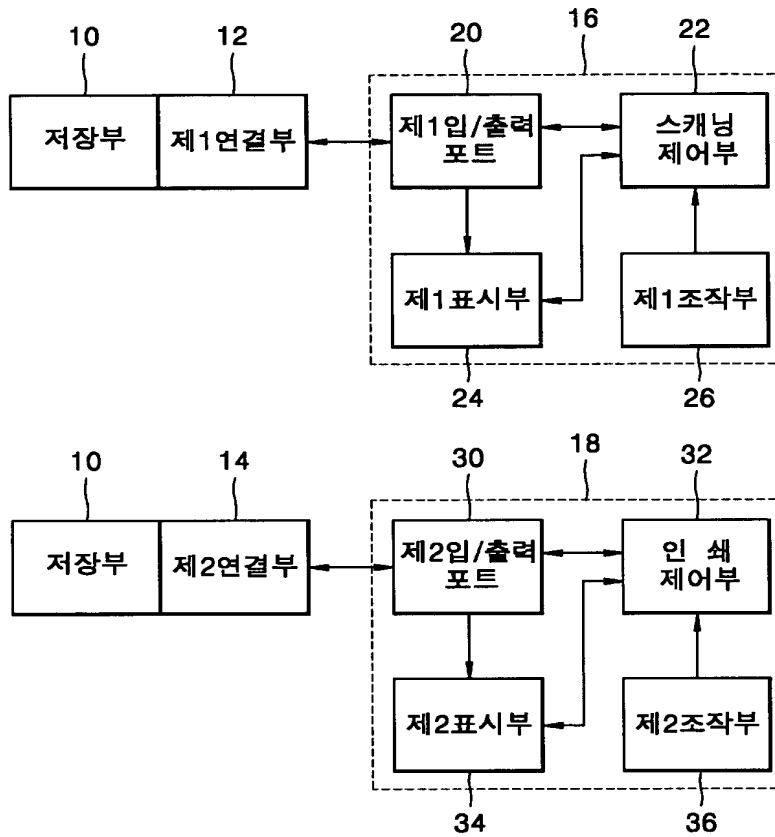 10
12
20
16
22
저장부
제1연결부
제1입/출력
포트
스캐닝
제어부
제1표시부
제1조작부
24
26
10
14
30
18
32
저장부
제2연결부
제2입/출력
포트
인 쇄
제어부
제2표시부
제2조작부
34
36